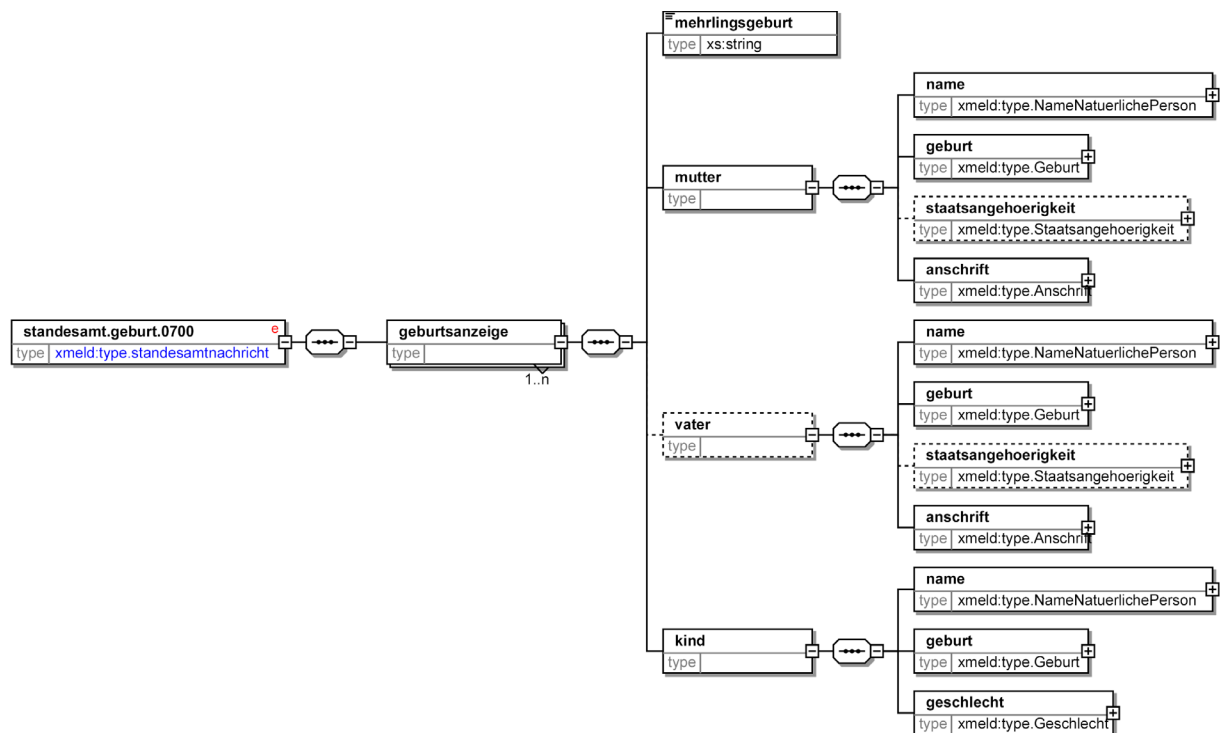 mehrlingsgeburt
type xs:string
name
type xmeld:type.NameNatuerlichePerson
geburt
type xmeld:type.Geburt
mutter
type
staatsangehoerigkeit
type xmeld:type.Staatsangehoerigkeit
anschrift
type xmeld:type.Anschrift
standesamt.geburt.0700 e
type xmeld:type.standesamtnachricht
geburtsanzeige
type
1..n
name
type xmeld:type.NameNatuerlichePerson
geburt
type xmeld:type.Geburt
vater
type
staatsangehoerigkeit
type xmeld:type.Staatsangehoerigkeit
anschrift
type xmeld:type.Anschrift
name
type xmeld:type.NameNatuerlichePerson
kind
type
geburt
type xmeld:type.Geburt
geschlecht
type xmeld:type.Geschlecht